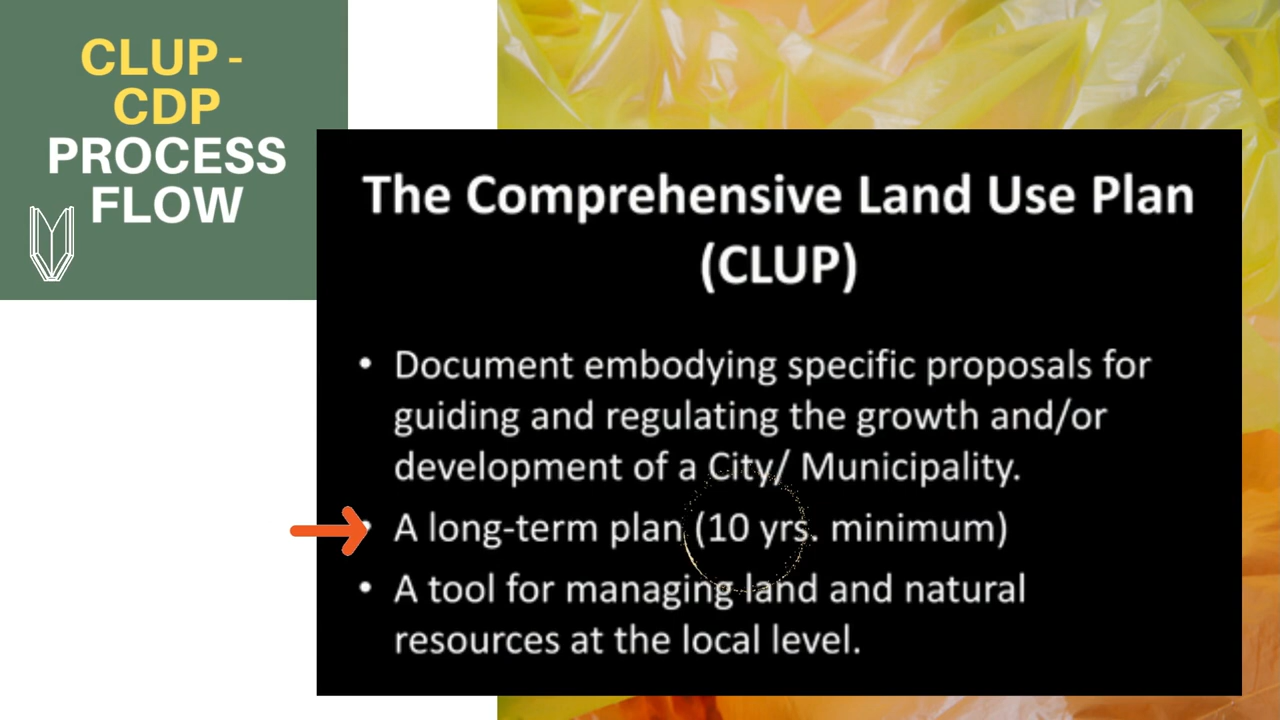 CLUP -
CDP
PROCESS
FLOW
The Comprehensive Land Use Plan
(CLUP)
• Document embodying specific proposals for
guiding and regulating the growth and/or
development of a City/ Municipality.
• A long-term plan (10 yrs. minimum)
• A tool for managing land and natural
resources at the local level.